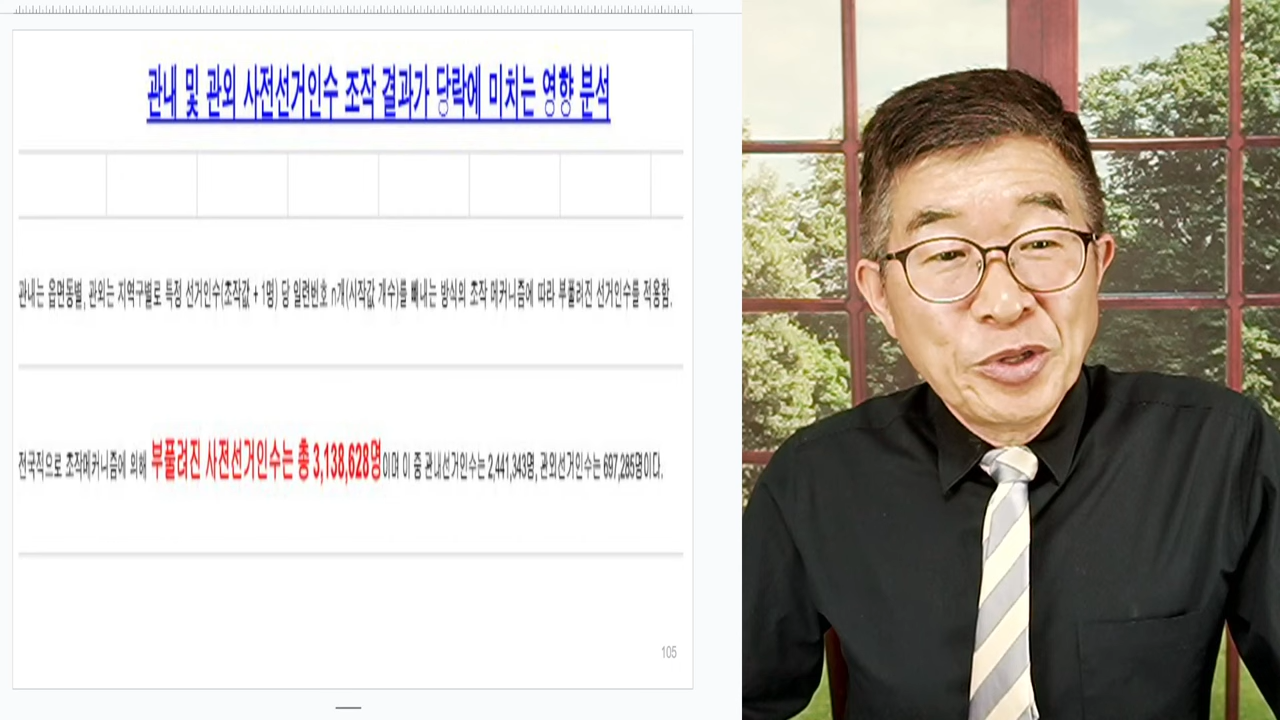 관내 및 관외 사전선거인수 조작 결과가 당락에 미치는 영향 분석
관내는 읍면동별, 관외는 지역구별로 특정 선거인수(조작값 + 1명) 당 일련번호 n개(시작값 개수)를 빼내는 방식의 조작 메커니즘에 따라 부풀려진 선거인수를 적용함.
전국적으로 조작메커니즘에 의해 부풀려진 사전선거인수는 총 3,138,628명이며 이 중 관내선거인수는 2,441,343명, 관외선거인수는 697,285명이다.
105